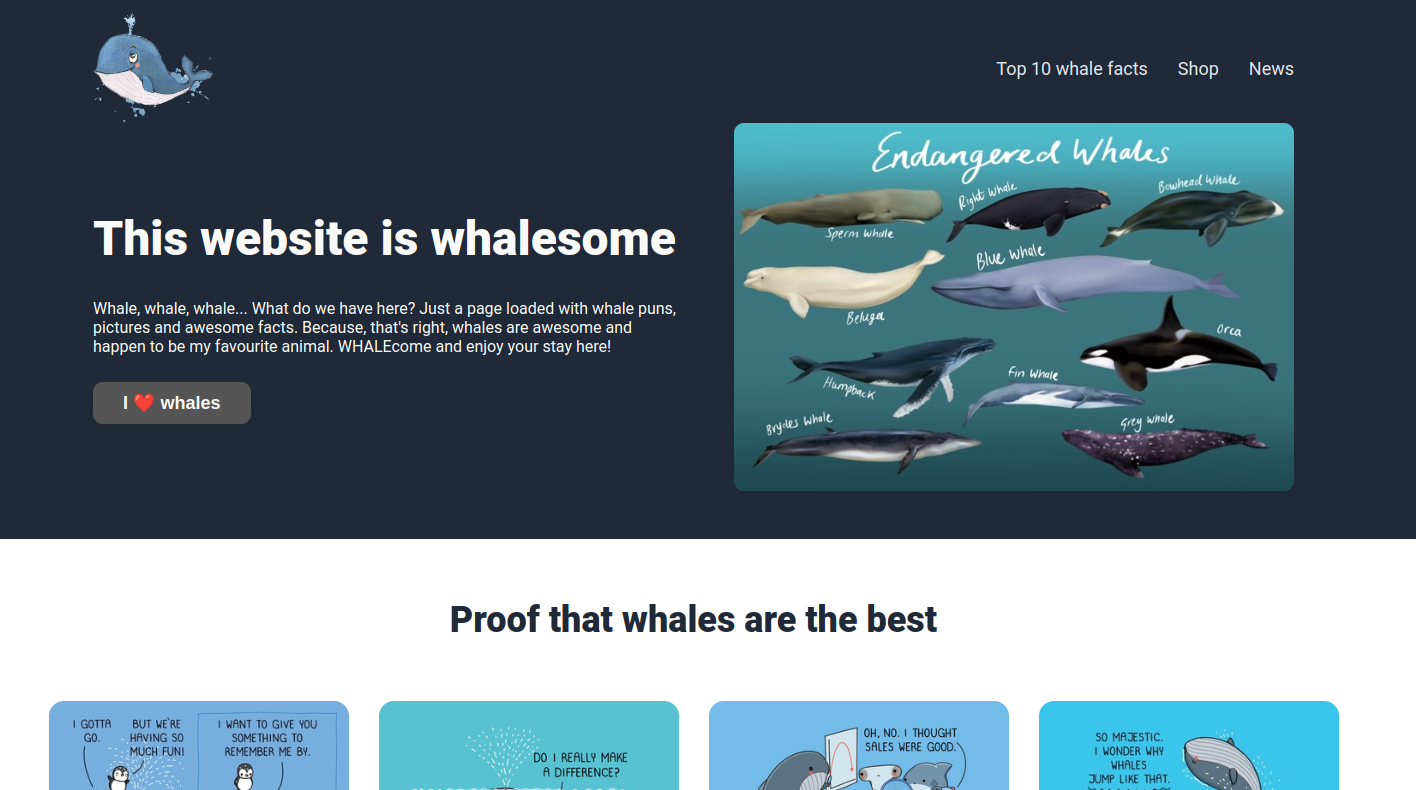 Top 10 whale facts Shop News
Endangered Whales
Right Whale
Bowhead Whale
Sperm Whale
Blue Whale
Beluga
Orca
Humpback
Fin Whale
Brydes Whale
Grey Whale
This website is whalesome
Whale, whale, whale... What do we have here? Just a page loaded with whale puns,
pictures and awesome facts. Because, that's right, whales are awesome and
happen to be my favourite animal. WHALEcome and enjoy your stay here!
I ❤️ whales
Proof that whales are the best
I GOTTA
GO.
BUT WE'RE
HAVING SO
MUCH FUN!
I WANT TO GIVE YOU
SOMETHING TO
REMEMBER ME BY.
DO I REALLY MAKE
A DIFFERENCE?
OH, NO. I THOUGHT
SALES WERE GOOD.
SO MAJESTIC.
I WONDER WHY
WHALES
JUMP LIKE THAT.